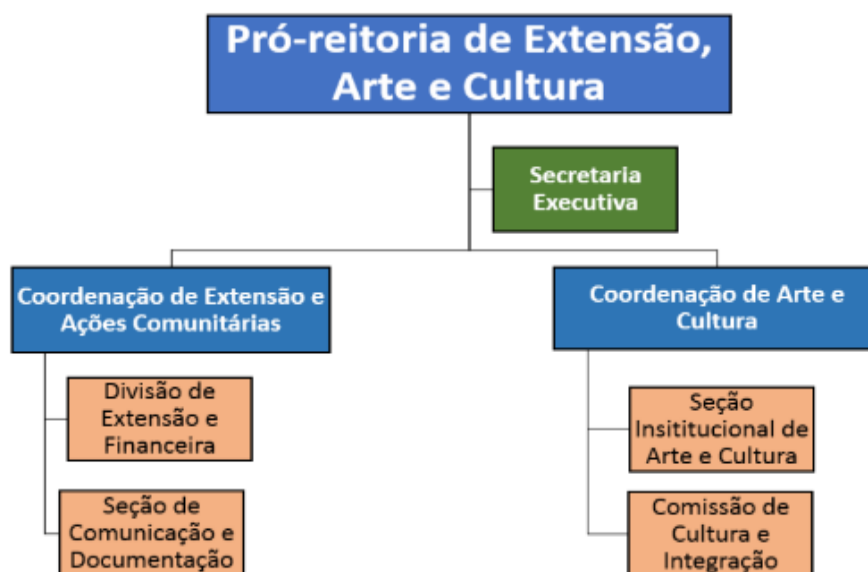 Pró-reitoria de Extensão,
Arte e Cultura
Secretaria
Executiva
Coordenação de Extensão e
Ações Comunitárias
Divisão de
Extensão e
Financeira
Seção de
Comunicação e
Documentação
Coordenação de Arte e
Cultura
Seção
Insititucional de
Arte e Cultura
Comissão de
Cultura e
Integração